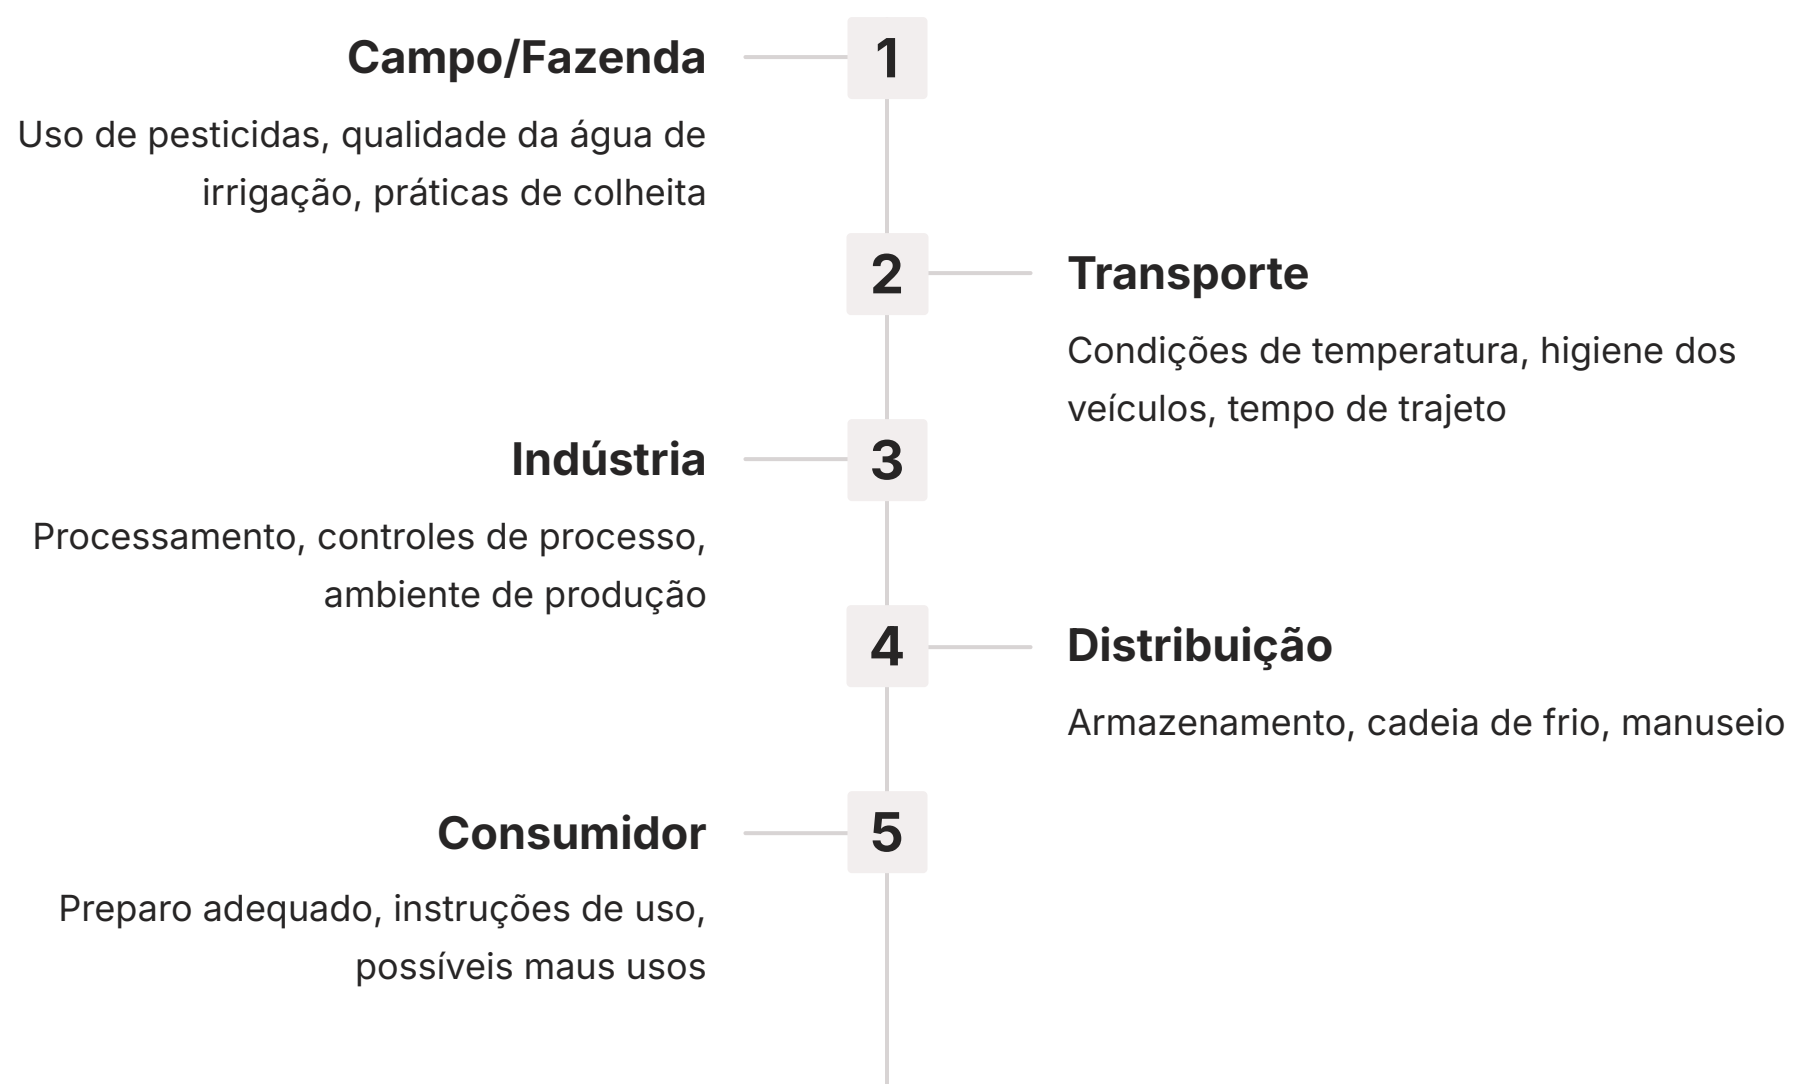 Campo/Fazenda
1
Uso de pesticidas, qualidade da água de
irrigação, práticas de colheita
2
Transporte
Condições de temperatura, higiene dos
veículos, tempo de trajeto
Indústria
3
Processamento, controles de processo,
ambiente de produção
4
Distribuição
Armazenamento, cadeia de frio, manuseio
Consumidor
5
Preparo adequado, instruções de uso,
possíveis maus usos